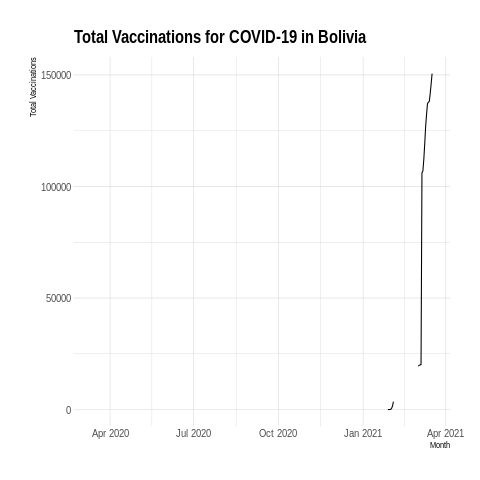 Total Vaccinations for COVID-19 in Bolivia
Total Vaccinations
150000
100000
50000
0
Apr 2020 Jul 2020 Oct 2020 Jan 2021 Apr 2021
Month